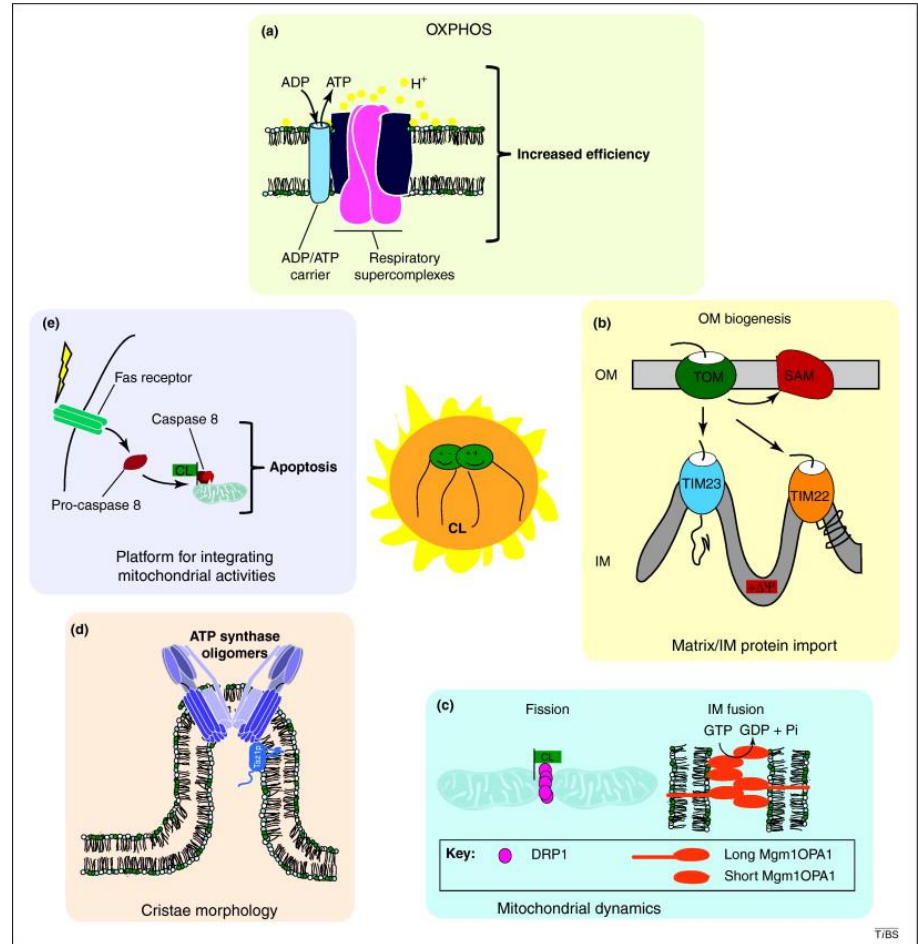 (a)
OXPHOS
ADP
ATP
H+
Increased efficiency
ADP/ATP
carrier
Respiratory
supercomplexes
(e)
Fas receptor
Caspase 8
CL
Apoptosis
Pro-caspase 8
Platform for integrating
mitochondrial activities
CL
(b)
OM biogenesis
OM
TOM
SAM
TIM23
TIM22
IM
+ΔΨ
Matrix/IM protein import
(d)
ATP synthase
oligomers
Taz1p
Cristae morphology
(c)
Fission
IM fusion
GTP
GDP + Pi
CL
Key:
DRP1
Long Mgm1OPA1
Short Mgm1OPA1
Mitochondrial dynamics
TiBS